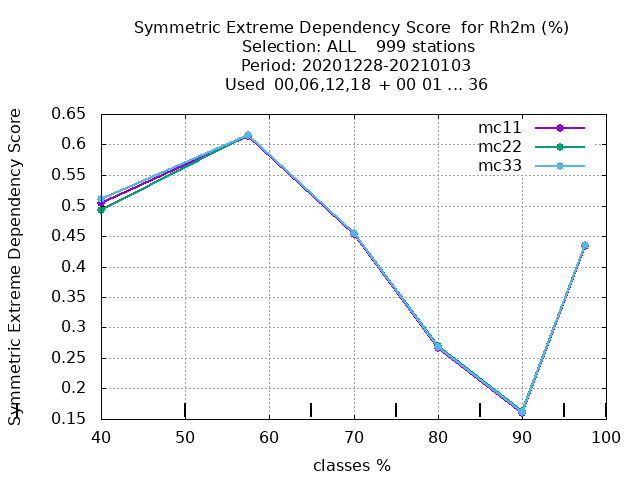 Symmetric Extreme Dependency Score for Rh2m (%)
Selection: ALL 999 stations
Period: 20201228-20210103
Used 00,06,12,18 + 00 01 ... 36
Symmetric Extreme Dependency Score
0.65
0.6
0.55
0.5
0.45
0.4
0.35
0.3
0.25
0.2
0.15
mc11
mc22
mc33
40
50
60
70
80
90
100
classes %